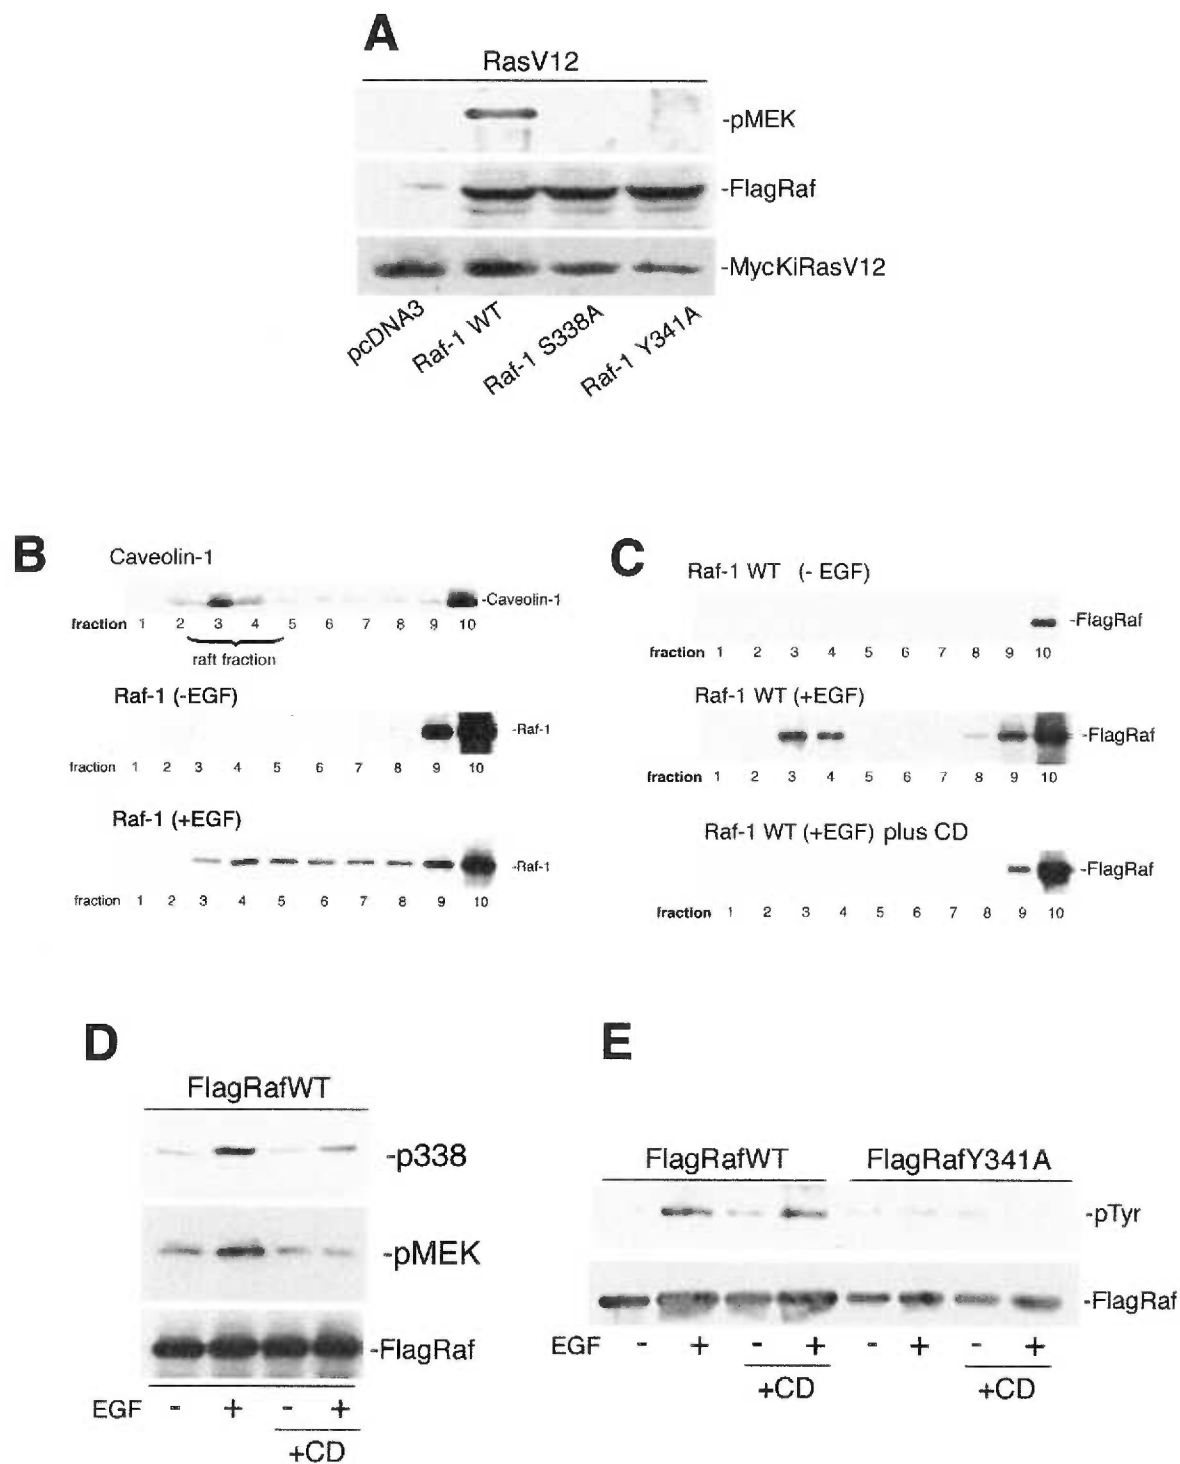 A
RasV12
-pMEK
-FlagRaf
-MycKiRasV12
pcDNA3
Raf-1 WT
Raf-1 S338A
Raf-1 Y341A
B
Caveolin-1
-Caveolin-1
fraction 1 2 3 4 5 6 7 8 9 10
raft fraction
Raf-1 (-EGF)
-Raf-1
fraction 1 2 3 4 5 6 7 8 9 10
Raf-1 (+EGF)
-Raf-1
fraction 1 2 3 4 5 6 7 8 9 10
C
Raf-1 WT (- EGF)
-FlagRaf
fraction 1 2 3 4 5 6 7 8 9 10
Raf-1 WT (+EGF)
-FlagRaf
fraction 1 2 3 4 5 6 7 8 9 10
Raf-1 WT (+EGF) plus CD
-FlagRaf
fraction 1 2 3 4 5 6 7 8 9 10
D
FlagRafWT
-p338
-pMEK
-FlagRaf
EGF - + - +
+CD
E
FlagRafWT FlagRafY341A
-pTyr
-FlagRaf
EGF - + - + - + - +
+CD +CD